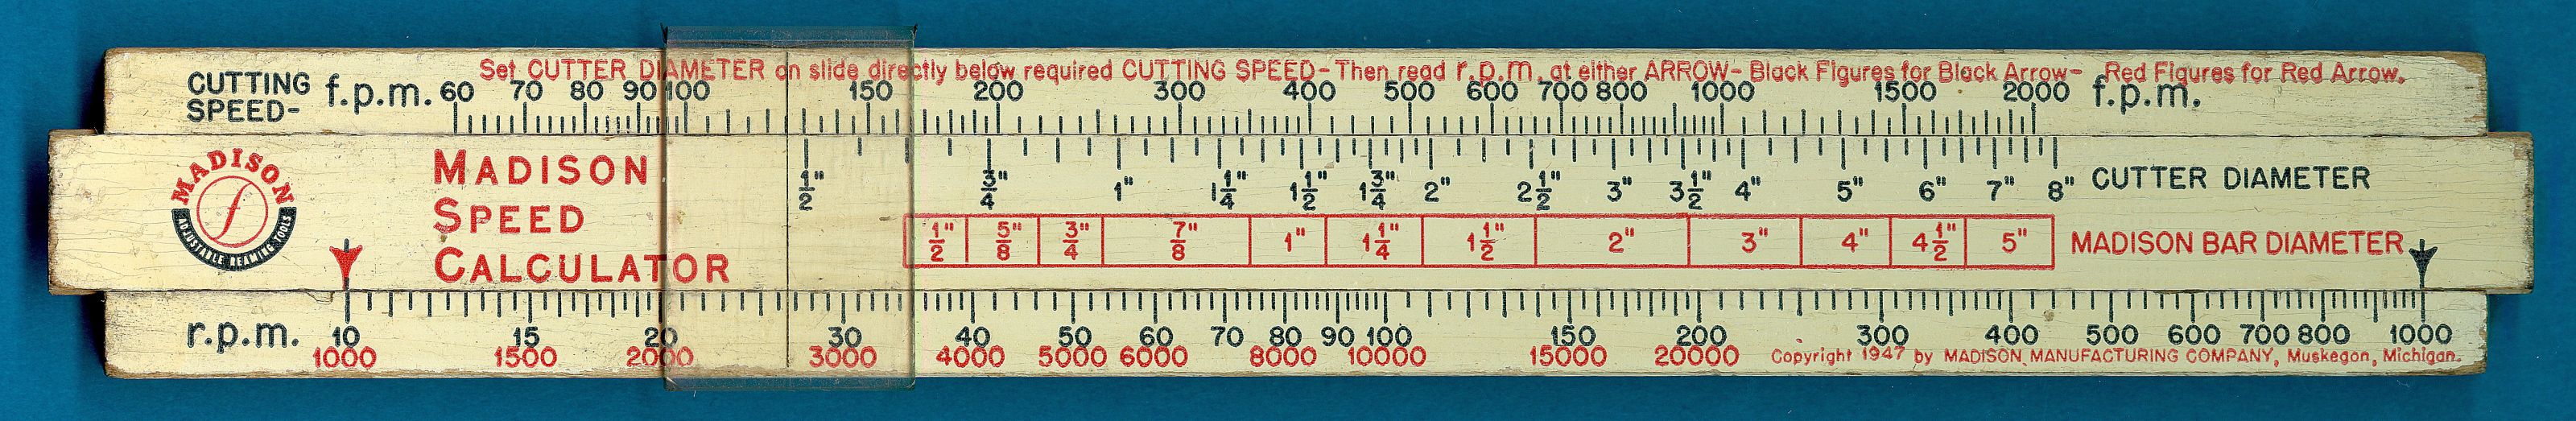 Set CUTTER DIAMETER on slide directly below required CUTTING SPEED-Then read r.p.m. at either ARROW- Black Figures for Black Arrow- Red Figures for Red Arrow.
CUTTING SPEED- f.p.m. 60 70 80 90 100 150 200 300 400 500 600 700 800 1000 1500 2000 f.p.m.
MADISON
f
ADJUSTABLE REAMING TOOLS
MADISON
SPEED
CALCULATOR
1/2" 3/4" 1" 1 1/4" 1 1/2" 1 3/4" 2" 2 1/2" 3" 3 1/2" 4" 5" 6" 7" 8" CUTTER DIAMETER
1/2" 5/8" 3/4" 7/8" 1" 1 1/4" 1 1/2" 2" 3" 4" 4 1/2" 5" MADISON BAR DIAMETER
r.p.m. 10 15 20 30 40 50 60 70 80 90 100 150 200 300 400 500 600 700 800 1000
1000 1500 2000 3000 4000 5000 6000 8000 10000 15000 20000 Copyright 1947 by MADISON MANUFACTURING COMPANY, Muskegon, Michigan.